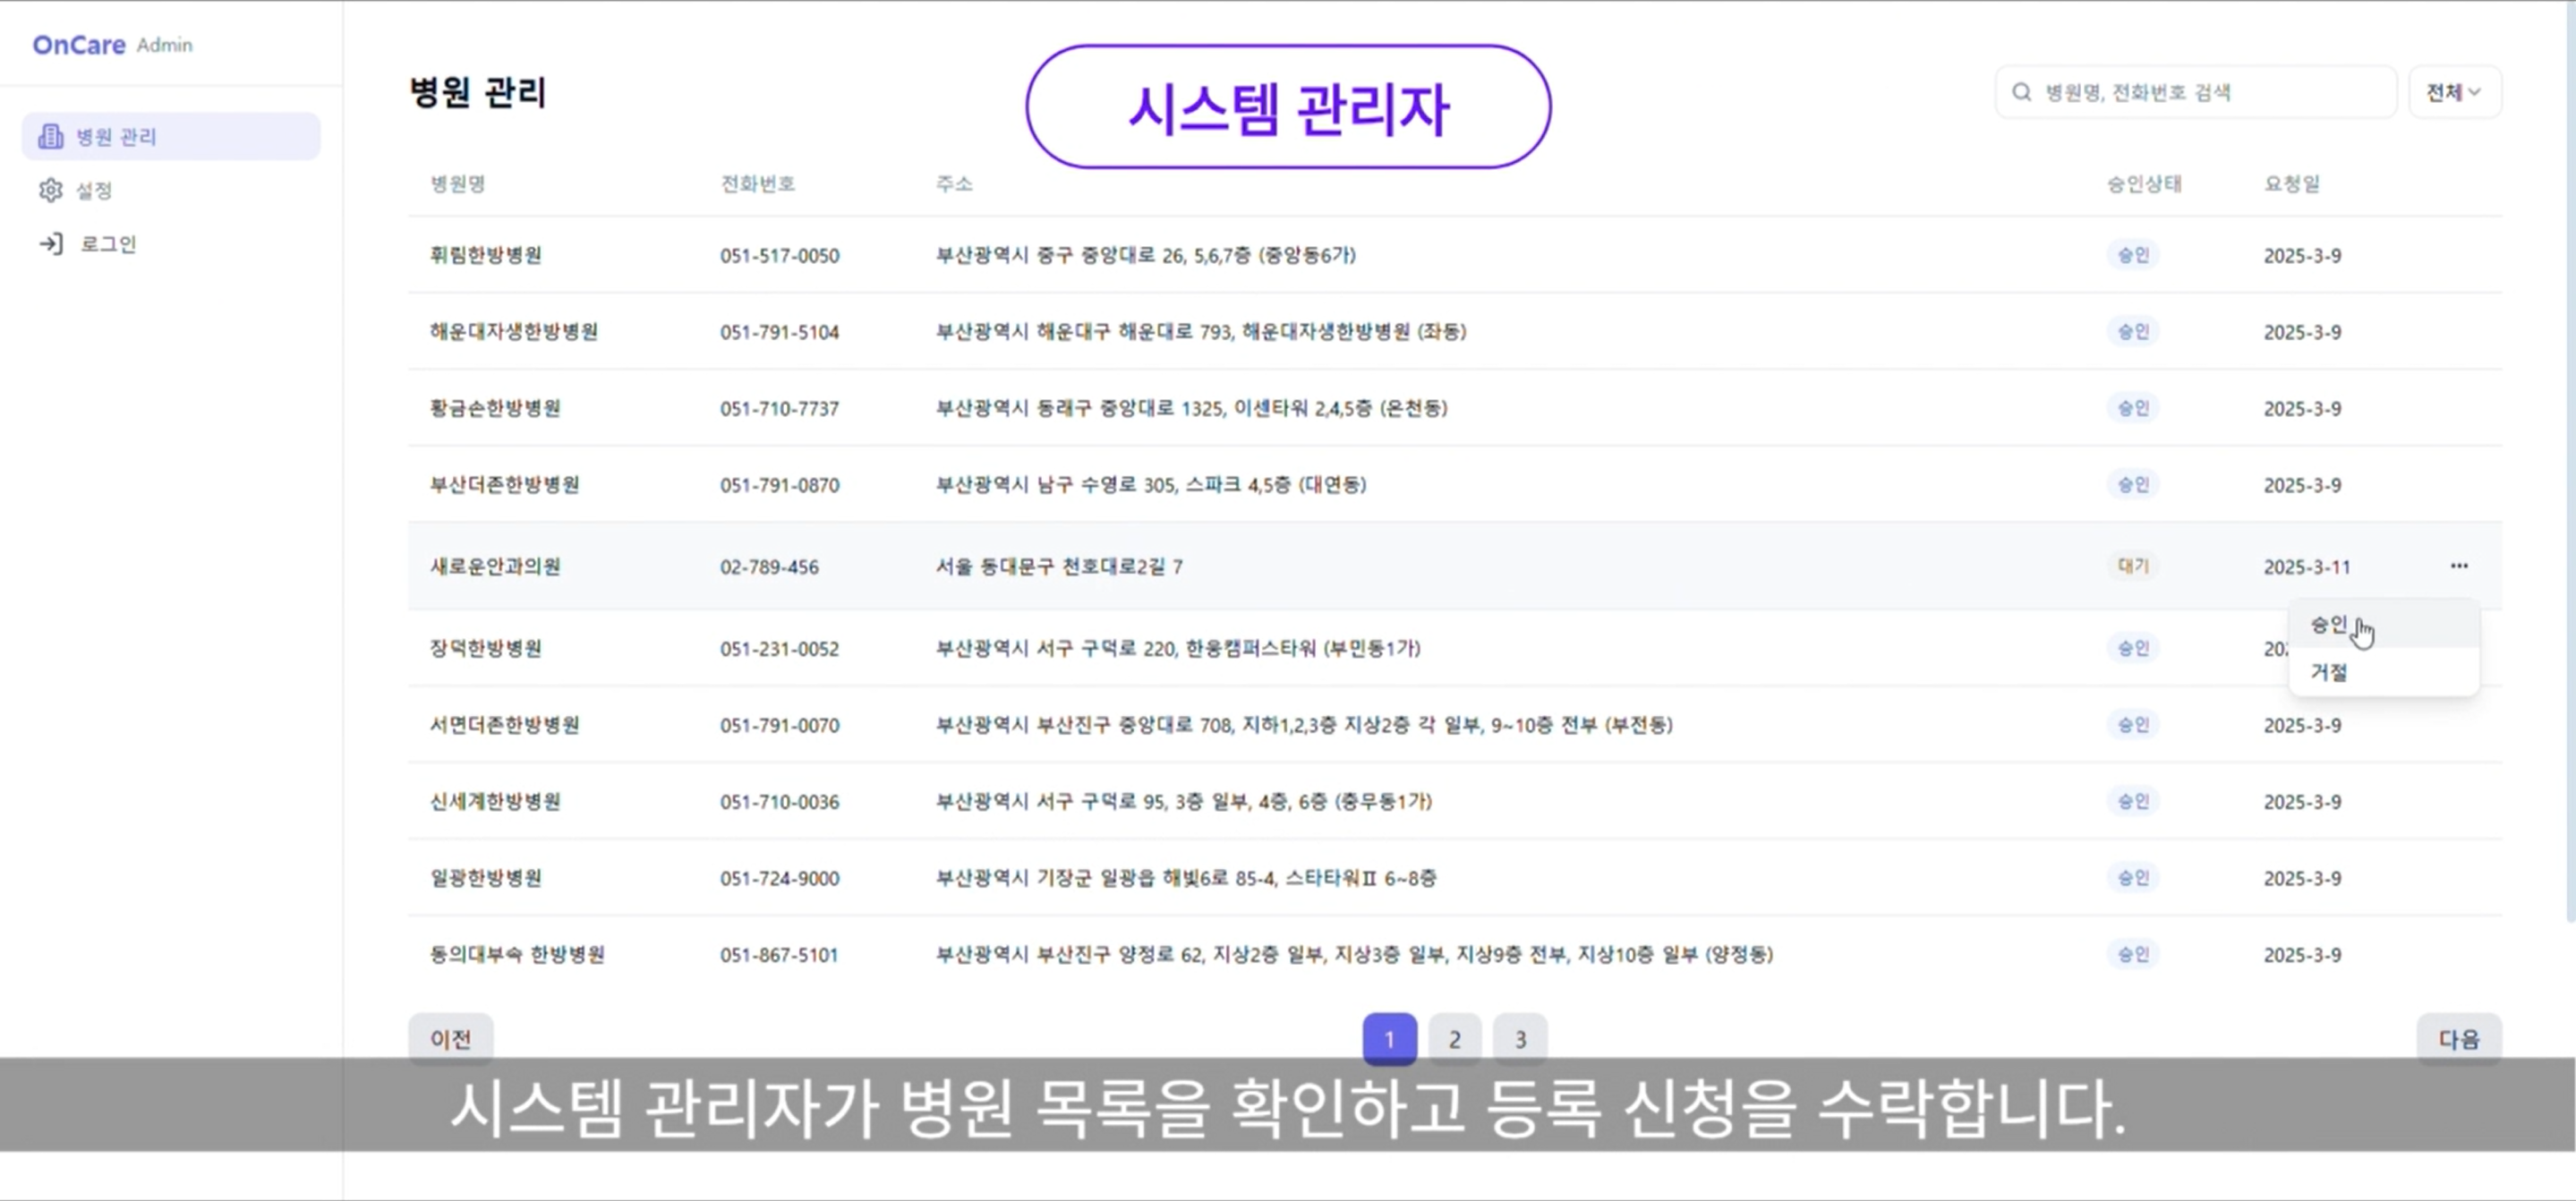 OnCare Admin
병원 관리
설정
로그인
병원 관리
시스템 관리자
병원명, 전화번호 검색
전체
병원명 전화번호 주소 승인상태 요청일
휘림한방병원 051-517-0050 부산광역시 중구 중앙대로 26, 5,6,7층 (중앙동6가) 승인 2025-3-9
해운대자생한방병원 051-791-5104 부산광역시 해운대구 해운대로 793, 해운대자생한방병원 (좌동) 승인 2025-3-9
황금손한방병원 051-710-7737 부산광역시 동래구 중앙대로 1325, 이센타워 2,4,5층 (온천동) 승인 2025-3-9
부산더존한방병원 051-791-0870 부산광역시 남구 수영로 305, 스파크 4,5층 (대연동) 승인 2025-3-9
새로운안과의원 02-789-456 서울 동대문구 천호대로2길 7 대기 2025-3-11 ···
승인
거절
장덕한방병원 051-231-0052 부산광역시 서구 구덕로 220, 한웅캠퍼스타워 (부민동1가) 승인
서면더존한방병원 051-791-0070 부산광역시 부산진구 중앙대로 708, 지하1,2,3층 지상2층 각 일부, 9~10층 전부 (부전동) 승인 2025-3-9
신세계한방병원 051-710-0036 부산광역시 서구 구덕로 95, 3층 일부, 4층, 6층 (충무동1가) 승인 2025-3-9
일광한방병원 051-724-9000 부산광역시 기장군 일광읍 해빛6로 85-4, 스타타워Ⅱ 6~8층 승인 2025-3-9
동의대부속 한방병원 051-867-5101 부산광역시 부산진구 양정로 62, 지상2층 일부, 지상3층 일부, 지상9층 전부, 지상10층 일부 (양정동) 승인 2025-3-9
이전 1 2 3 다음
시스템 관리자가 병원 목록을 확인하고 등록 신청을 수락합니다.